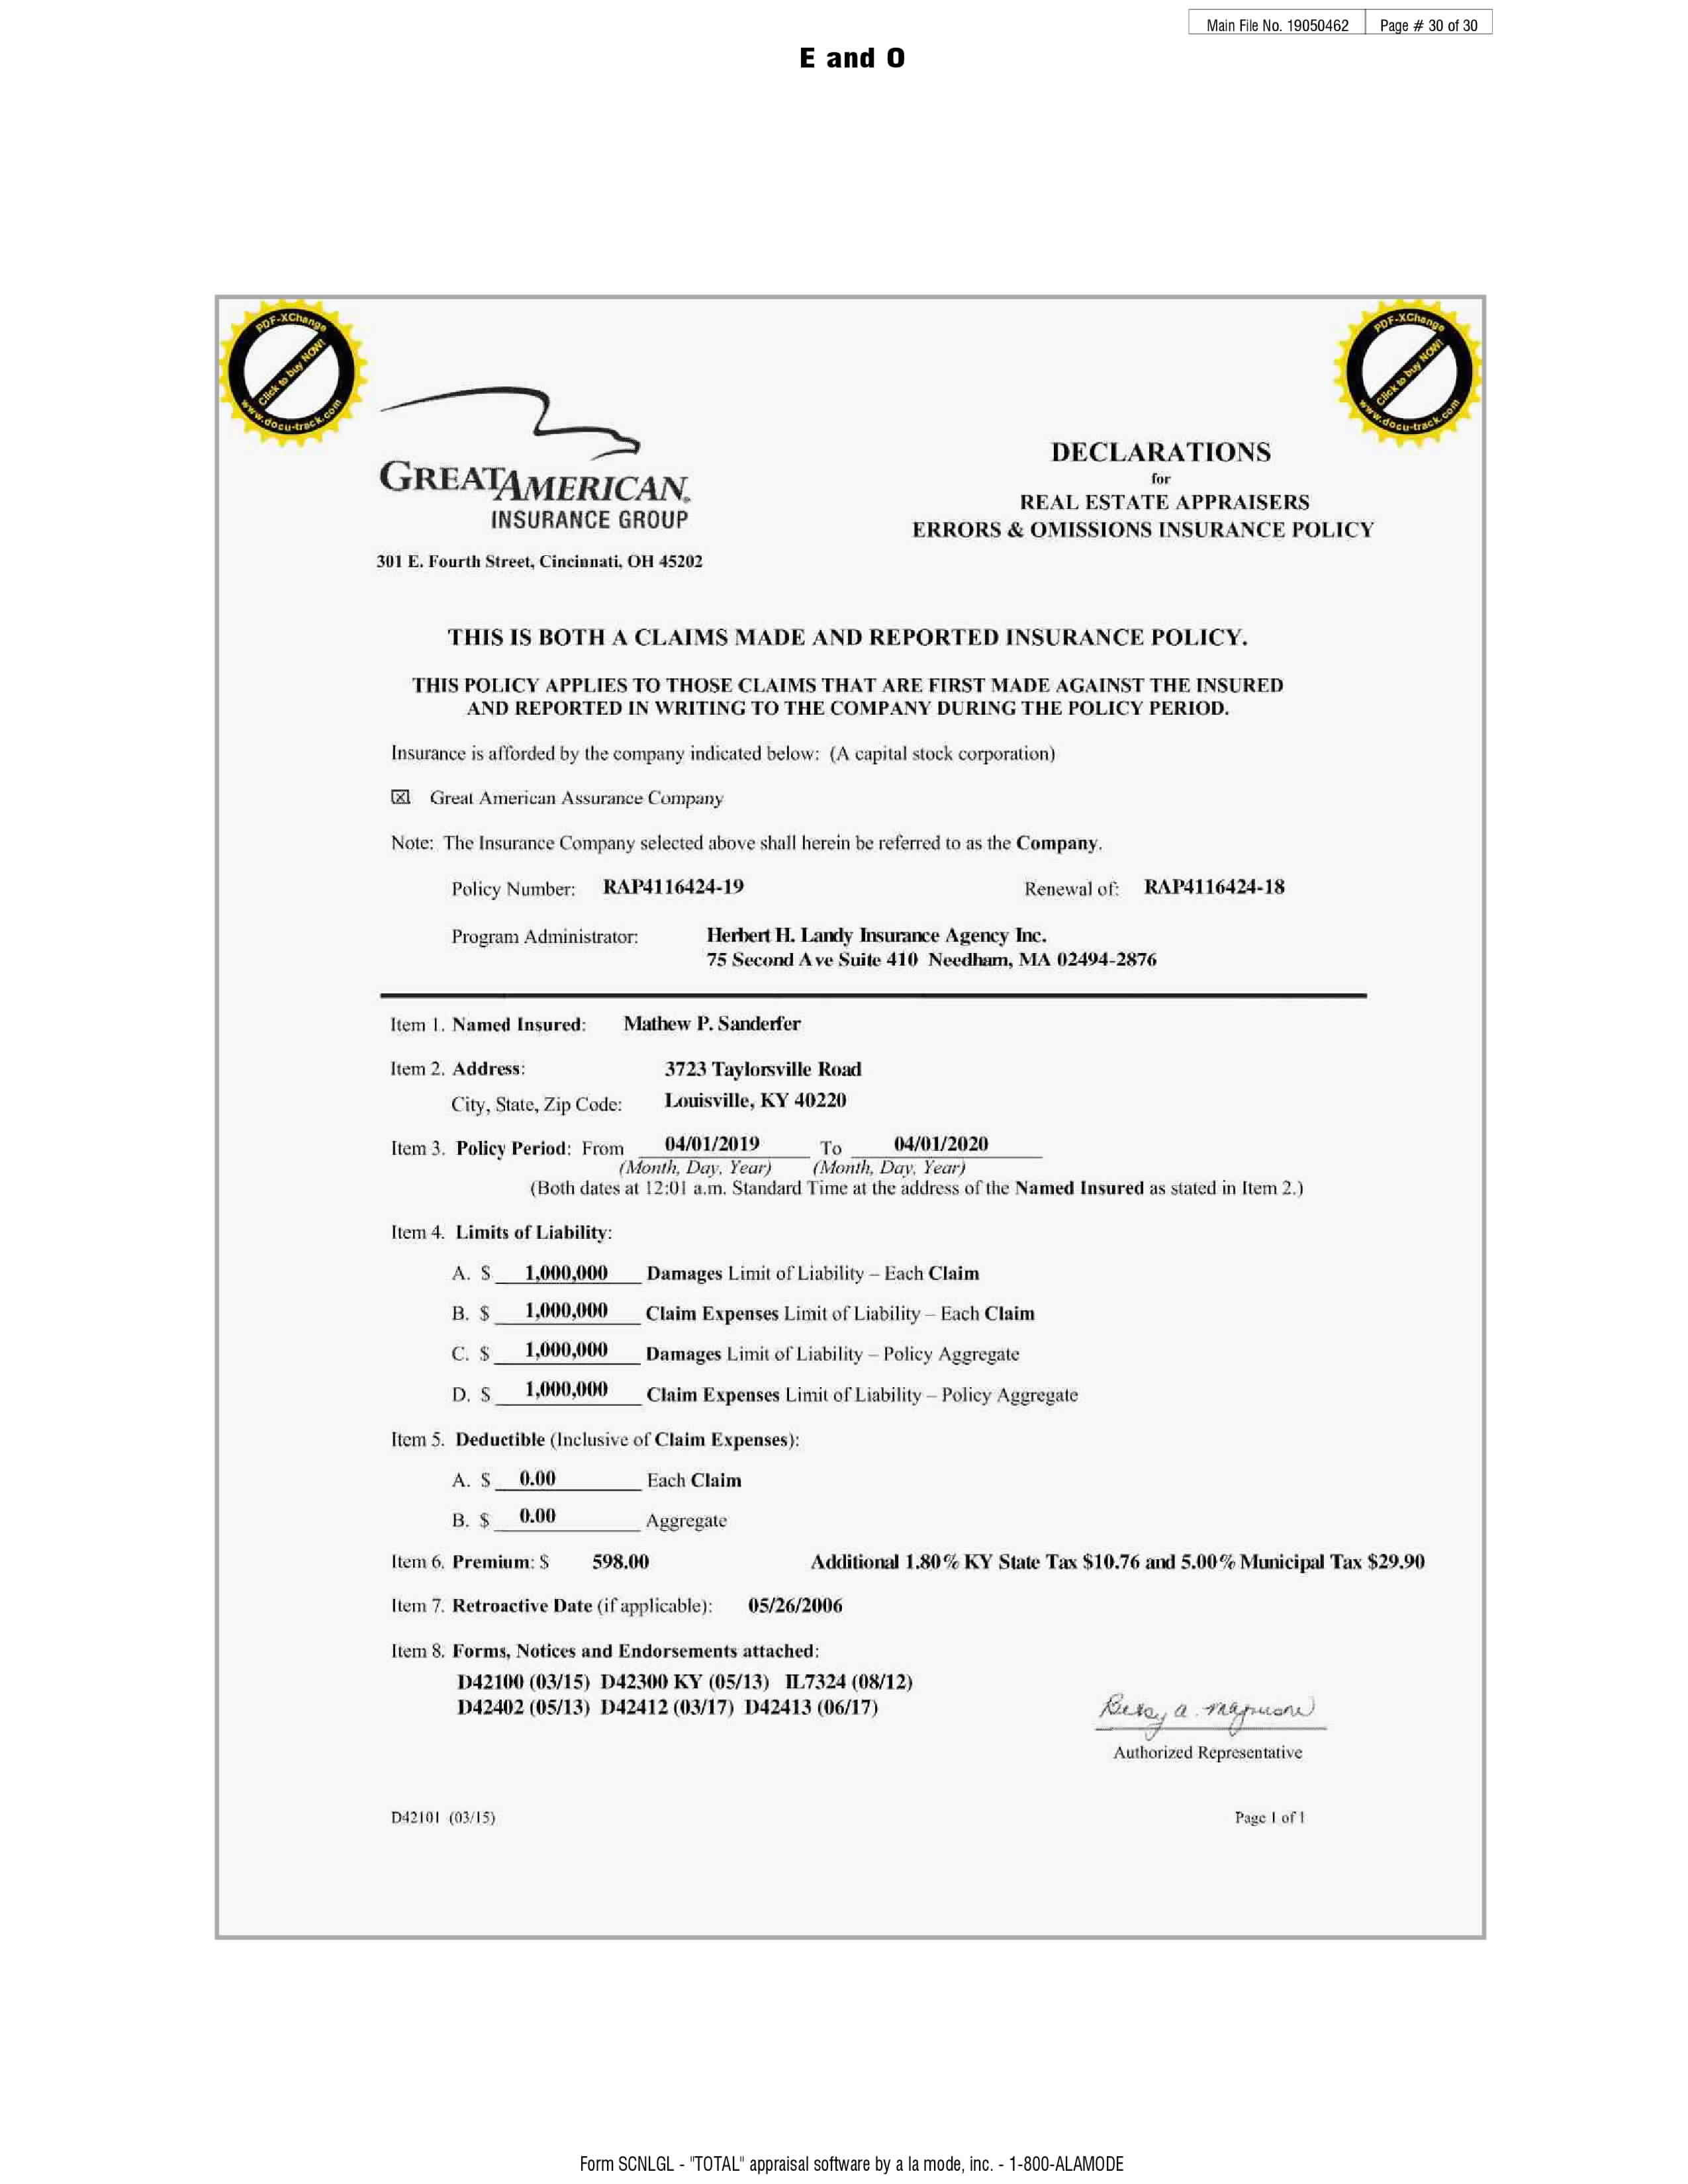 Main File No. 19050462 Page # 30 of 30
E and O
PDF-XChange
Click to buy NOW!
www.docu-track.com
PDF-XChange
Click to buy NOW!
www.docu-track.com
GREATAMERICAN.
INSURANCE GROUP
301 E. Fourth Street, Cincinnati, OH 45202
DECLARATIONS
for
REAL ESTATE APPRAISERS
ERRORS & OMISSIONS INSURANCE POLICY
THIS IS BOTH A CLAIMS MADE AND REPORTED INSURANCE POLICY.
THIS POLICY APPLIES TO THOSE CLAIMS THAT ARE FIRST MADE AGAINST THE INSURED
AND REPORTED IN WRITING TO THE COMPANY DURING THE POLICY PERIOD.
Insurance is afforded by the company indicated below: (A capital stock corporation)
☒ Great American Assurance Company
Note: The Insurance Company selected above shall herein be referred to as the Company.
Policy Number: RAP4116424-19 Renewal of: RAP4116424-18
Program Administrator: Herbert H. Landy Insurance Agency Inc.
75 Second Ave Suite 410 Needham, MA 02494-2876
Item 1. Named Insured: Mathew P. Sanderfer
Item 2. Address: 3723 Taylorsville Road
City, State, Zip Code: Louisville, KY 40220
Item 3. Policy Period: From 04/01/2019 To 04/01/2020
(Month, Day, Year) (Month, Day, Year)
(Both dates at 12:01 a.m. Standard Time at the address of the Named Insured as stated in Item 2.)
Item 4. Limits of Liability:
A. $ 1,000,000 Damages Limit of Liability – Each Claim
B. $ 1,000,000 Claim Expenses Limit of Liability – Each Claim
C. $ 1,000,000 Damages Limit of Liability – Policy Aggregate
D. $ 1,000,000 Claim Expenses Limit of Liability – Policy Aggregate
Item 5. Deductible (Inclusive of Claim Expenses):
A. $ 0.00 Each Claim
B. $ 0.00 Aggregate
Item 6. Premium: $ 598.00 Additional 1.80% KY State Tax $10.76 and 5.00% Municipal Tax $29.90
Item 7. Retroactive Date (if applicable): 05/26/2006
Item 8. Forms, Notices and Endorsements attached:
D42100 (03/15) D42300 KY (05/13) IL7324 (08/12)
D42402 (05/13) D42412 (03/17) D42413 (06/17)
Authorized Representative
D42101 (03/15) Page 1 of 1
Form SCNLGL - "TOTAL" appraisal software by a la mode, inc. - 1-800-ALAMODE